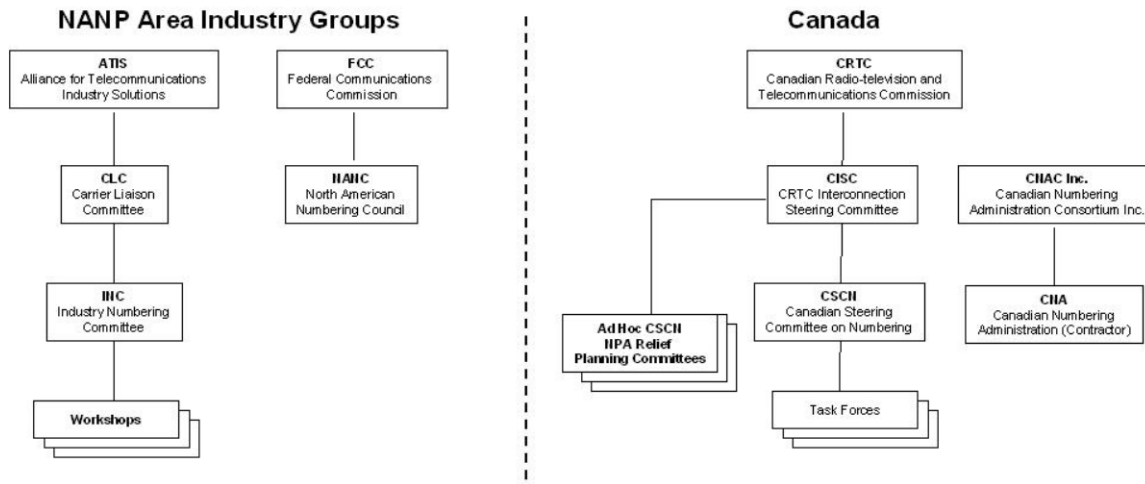 NANP Area Industry Groups
Canada
ATIS
Alliance for Telecommunications
Industry Solutions
FCC
Federal Communications
Commission
CRTC
Canadian Radio-television and
Telecommunications Commission
CLC
Carrier Liaison
Committee
NANC
North American
Numbering Council
CISC
CRTC Interconnection
Steering Committee
CNAC Inc.
Canadian Numbering
Administration Consortium Inc.
INC
Industry Numbering
Committee
CSCN
Canadian Steering
Committee on Numbering
CNA
Canadian Numbering
Administration (Contractor)
Ad Hoc CSCN
NPA Relief
Planning Committees
Workshops
Task Forces